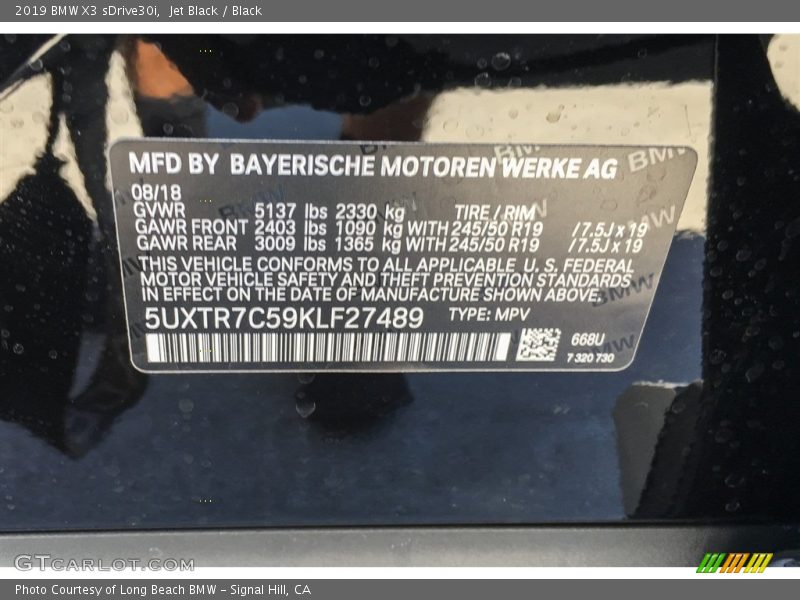 2019 BMW X3 sDrive30i,  Jet Black / Black
MFD BY BAYERISCHE MOTOREN WERKE AG
08/18
GVWR 5137 lbs 2330 kg TIRE / RIM
GAWR FRONT 2403 lbs 1090 kg WITH 245/50 R19 /7.5J x 19
GAWR REAR 3009 lbs 1365 kg WITH 245/50 R19 /7.5J x 19
THIS VEHICLE CONFORMS TO ALL APPLICABLE U. S. FEDERAL
MOTOR VEHICLE SAFETY AND THEFT PREVENTION STANDARDS
IN EFFECT ON THE DATE OF MANUFACTURE SHOWN ABOVE.
5UXTR7C59KLF27489 TYPE: MPV
668U
7 320 730
GTCARLOT.COM
Photo Courtesy of Long Beach BMW - Signal Hill, CA